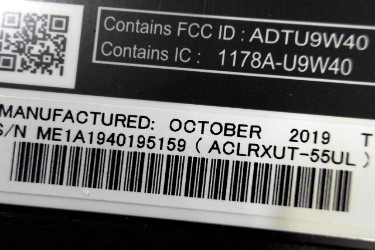 Contains FCC ID : ADTU9W40
Contains IC : 1178A-U9W40
MANUFACTURED: OCTOBER 2019 T
S/N ME1A1940195159 ( ACLRXUT-55UL )